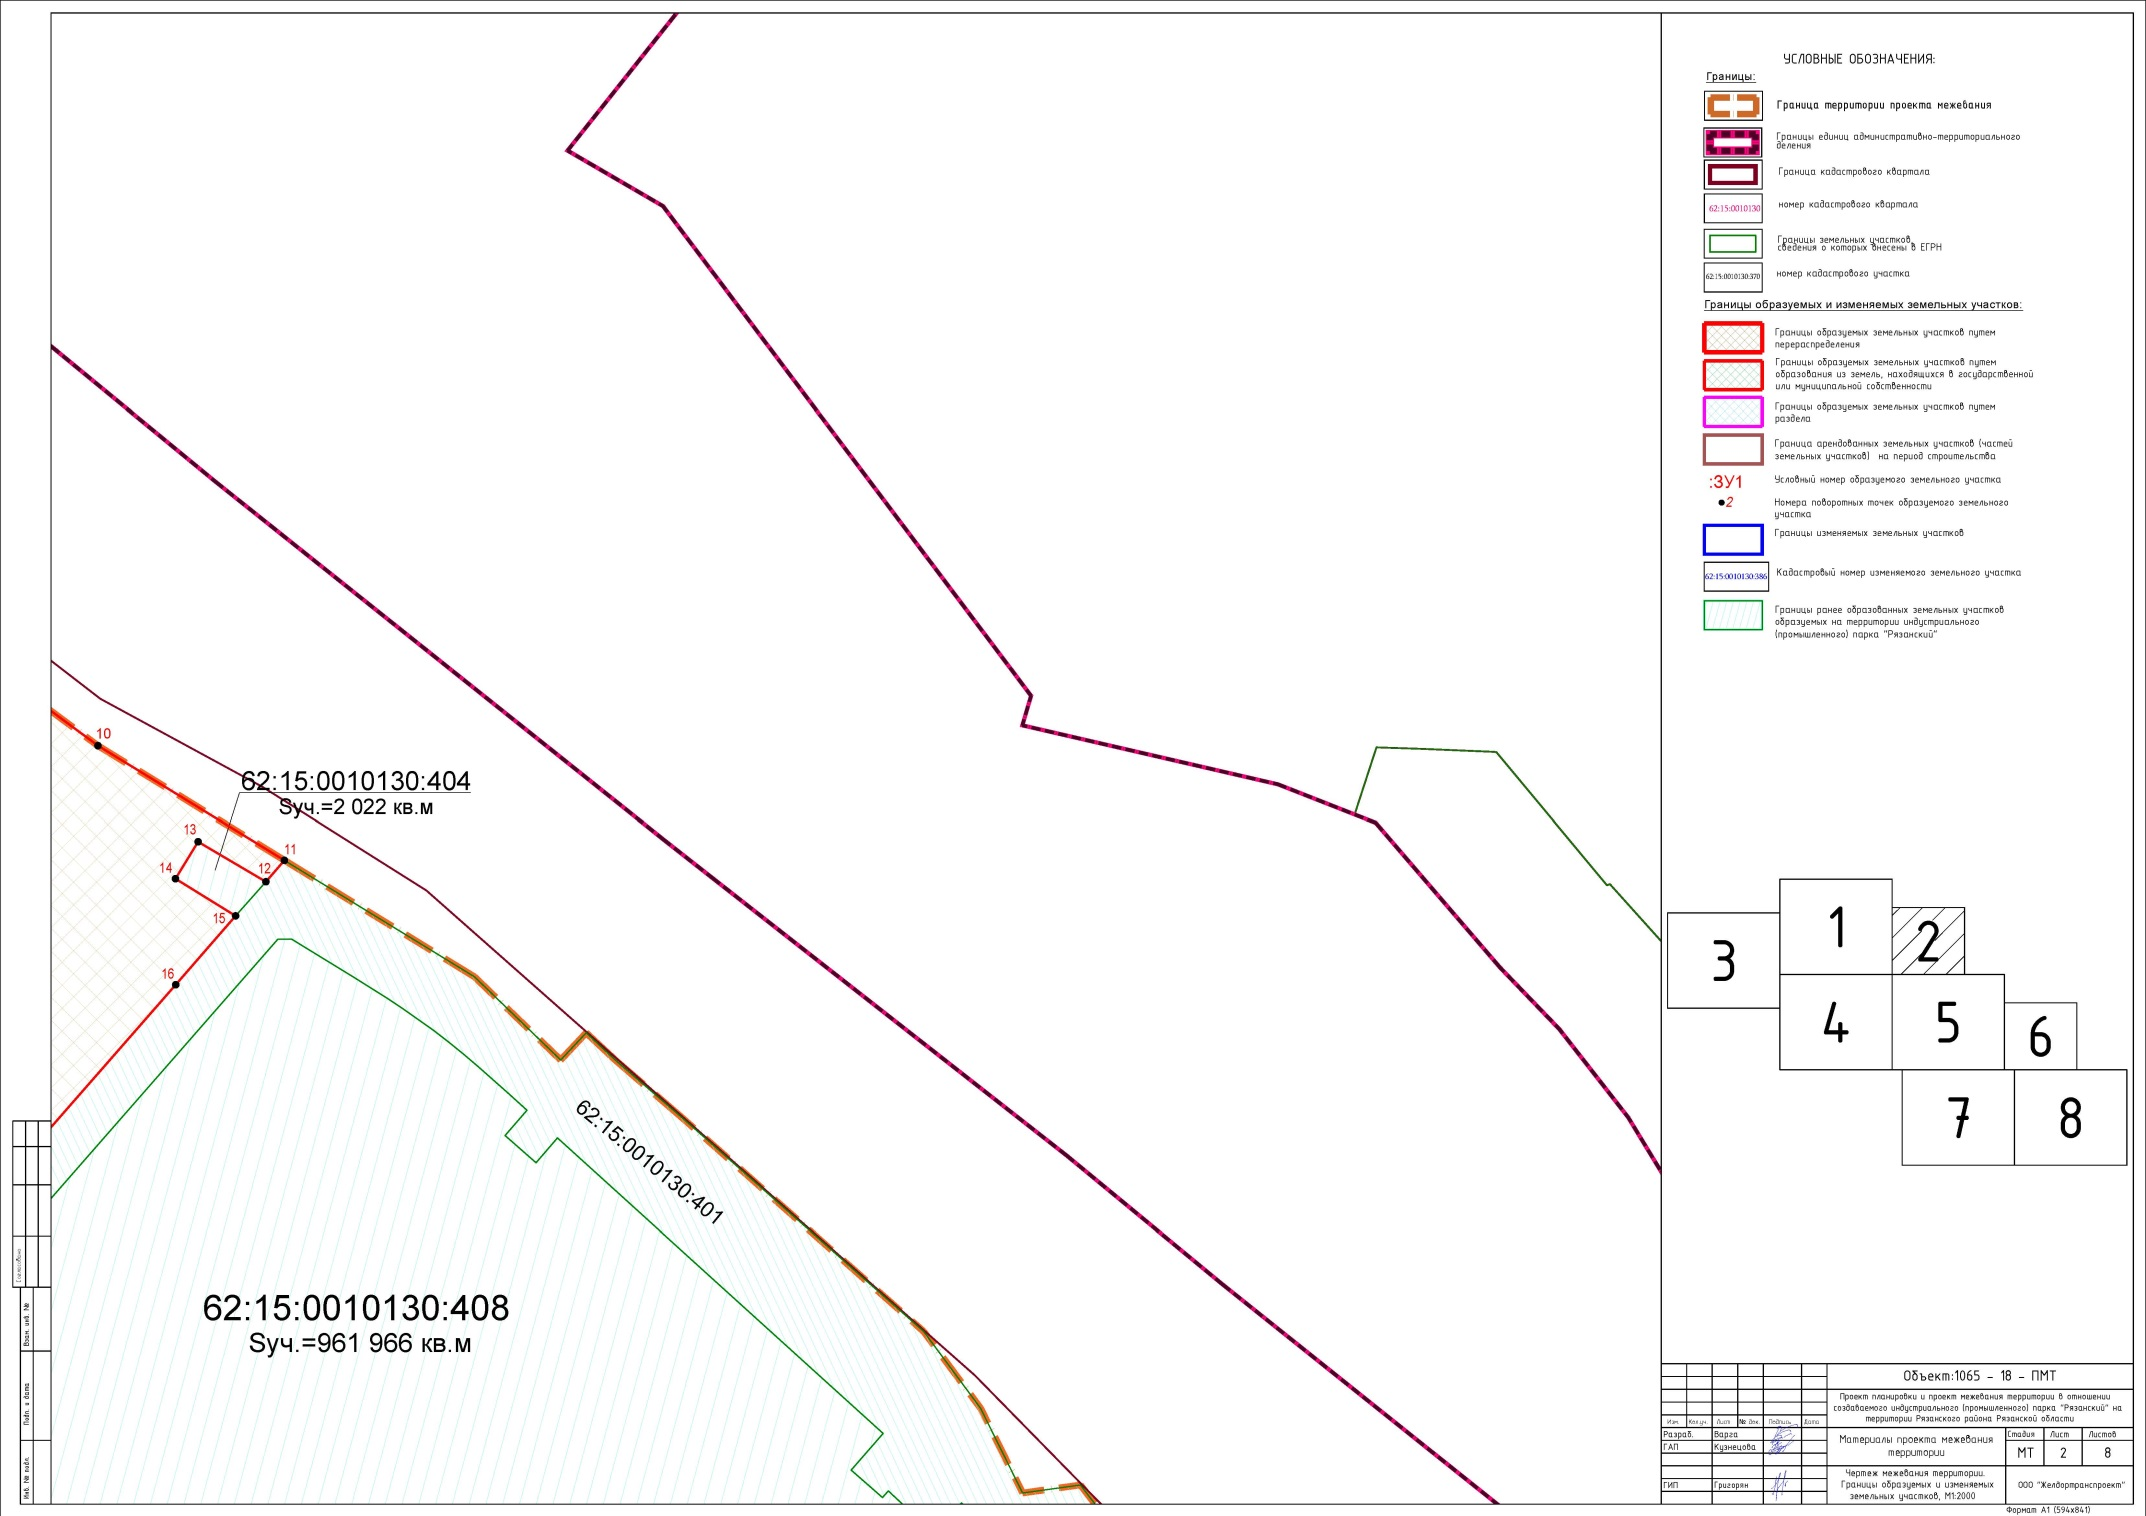 10
62:15:0010130:404
Sуч.=2 022 кв.м
13
11
14
12
15
16
62:15:0010130:401
62:15:0010130:408
Sуч.=961 966 кв.м
УСЛОВНЫЕ ОБОЗНАЧЕНИЯ:
Границы:
Граница территории проекта межевания
Границы единиц административно-территориального
деления
Граница кадастрового квартала
62:15:0010130
номер кадастрового квартала
Границы земельных участков,
сведения о которых внесены в ЕГРН
62:15:0010130:370
номер кадастрового участка
Границы образуемых и изменяемых земельных участков:
Границы образуемых земельных участков путем
перераспределения
Границы образуемых земельных участков путем
образования из земель, находящихся в государственной
или муниципальной собственности
Границы образуемых земельных участков путем
раздела
Граница арендованных земельных участков (частей
земельных участков) на период строительства
:ЗУ1
Условный номер образуемого земельного участка
2
Номера поворотных точек образуемого земельного
участка
Границы изменяемых земельных участков
62:15:0010130:386
Кадастровый номер изменяемого земельного участка
Границы ранее образованных земельных участков
образуемых на территории индустриального
(промышленного) парка "Рязанский"
1
2
3
4
5
6
7
8
Согласовано
Взам. инв. №
Подп. и дата
Инв. № подл.
Объект:1065 - 18 - ПМТ
Проект планировки и проект межевания территории в отношении
создаваемого индустриального (промышленного) парка "Рязанский" на
территории Рязанского района Рязанской области
Изм. Кол.уч. Лист № док. Подпись Дата
Разраб. Варга
ГАП Кузнецова
ГИП Григорян
Материалы проекта межевания
территории
Стадия Лист Листов
МТ 2 8
Чертеж межевания территории.
Границы образуемых и изменяемых
земельных участков, М1:2000
ООО "Желдортранспроект"
Формат А1 (594x841)